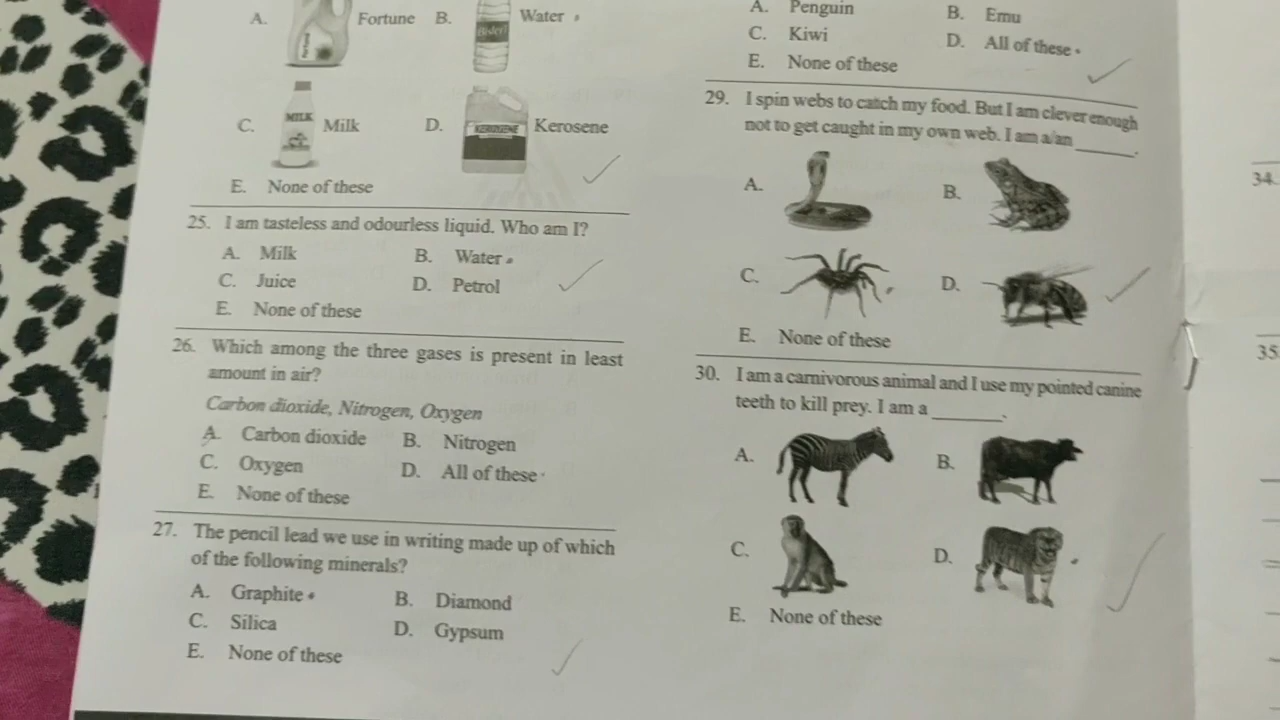 A. Fortune B. Water
Bisleri
C. MILK Milk D. KEROSENE Kerosene
E. None of these
25. I am tasteless and odourless liquid. Who am I?
A. Milk B. Water
C. Juice D. Petrol
E. None of these
26. Which among the three gases is present in least
amount in air?
Carbon dioxide, Nitrogen, Oxygen
A. Carbon dioxide B. Nitrogen
C. Oxygen D. All of these
E. None of these
27. The pencil lead we use in writing made up of which
of the following minerals?
A. Graphite B. Diamond
C. Silica D. Gypsum
E. None of these
A. Penguin B. Emu
C. Kiwi D. All of these
E. None of these
29. I spin webs to catch my food. But I am clever enough
not to get caught in my own web. I am a/an ______.
A. B.
C. D.
E. None of these
30. I am a carnivorous animal and I use my pointed canine
teeth to kill prey. I am a ______.
A. B.
C. D.
E. None of these
34.
35